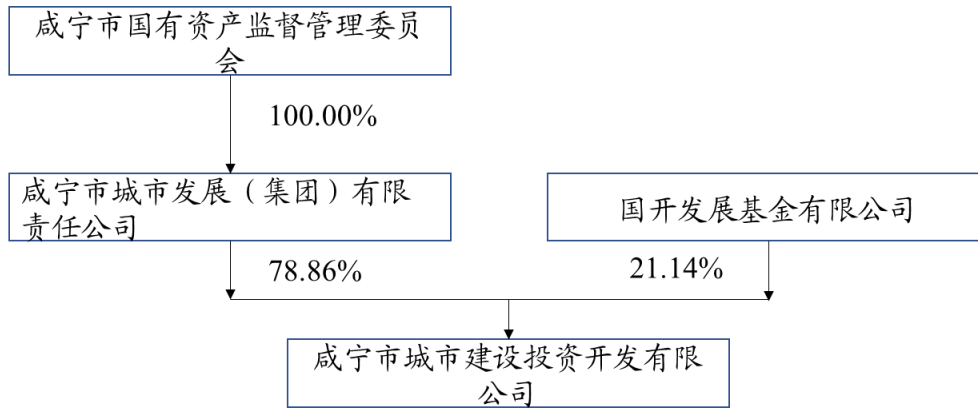 咸宁市国有资产监督管理委员
会
100.00%
咸宁市城市发展（集团）有限
责任公司
国开发展基金有限公司
78.86%
21.14%
咸宁市城市建设投资开发有限
公司